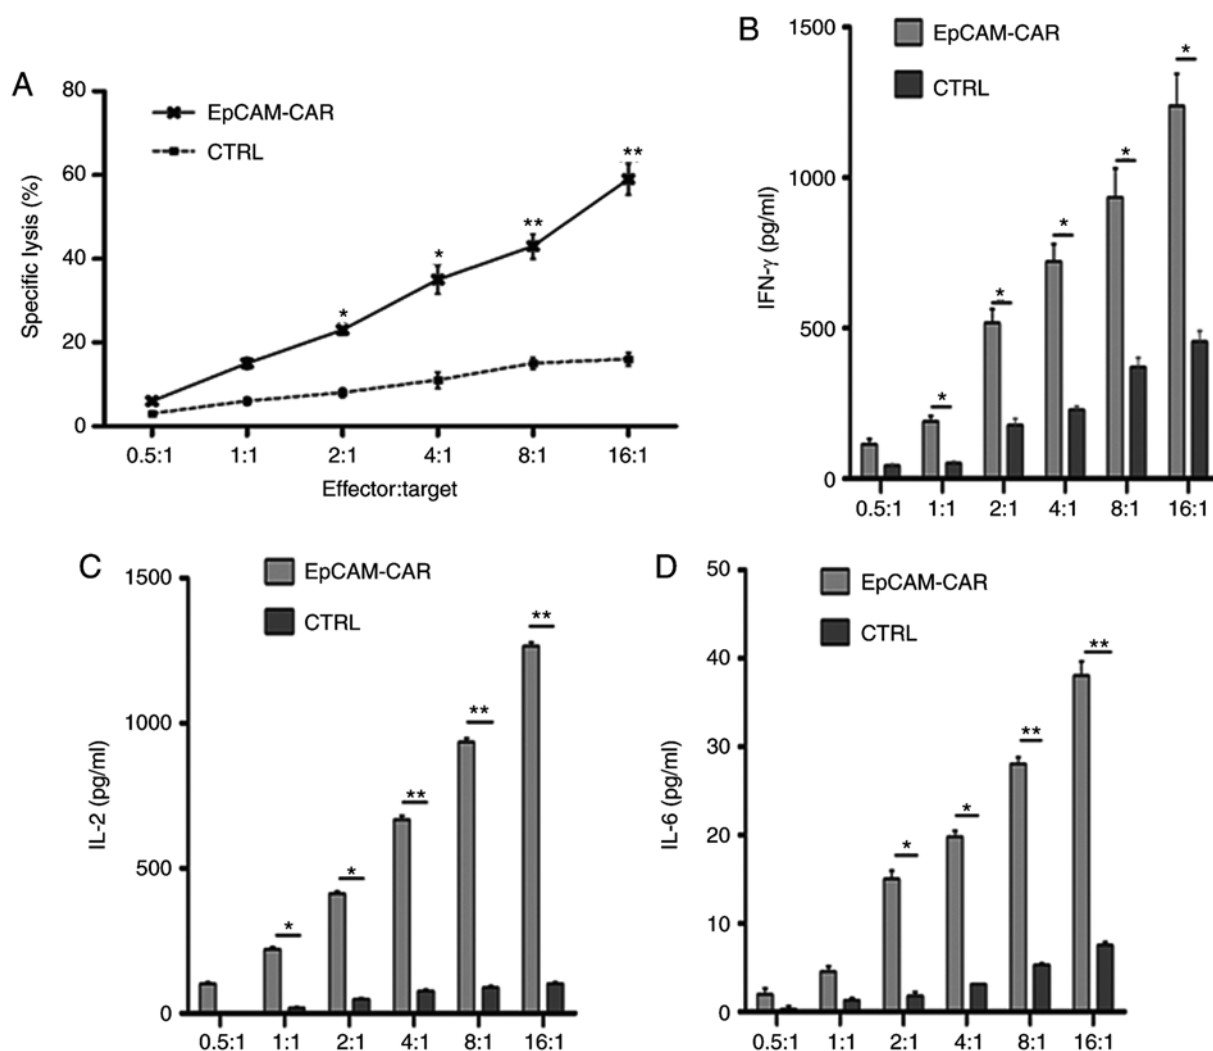 A
80
60
40
20
0
Specific lysis (%)
EpCAM-CAR
CTRL
*
*
**
**
0.5:1 1:1 2:1 4:1 8:1 16:1
Effector:target
B
1500
1000
500
0
IFN-γ (pg/ml)
EpCAM-CAR
CTRL
*
*
*
*
*
0.5:1 1:1 2:1 4:1 8:1 16:1
C
1500
1000
500
0
IL-2 (pg/ml)
EpCAM-CAR
CTRL
*
*
**
**
**
0.5:1 1:1 2:1 4:1 8:1 16:1
D
50
40
30
20
10
0
IL-6 (pg/ml)
EpCAM-CAR
CTRL
*
*
**
**
0.5:1 1:1 2:1 4:1 8:1 16:1